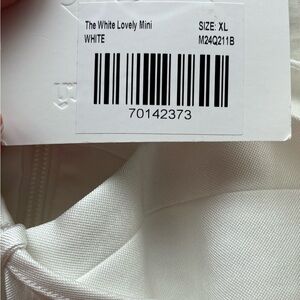 The White Lovely Mini SIZE: XL
WHITE M24Q211B
70142373